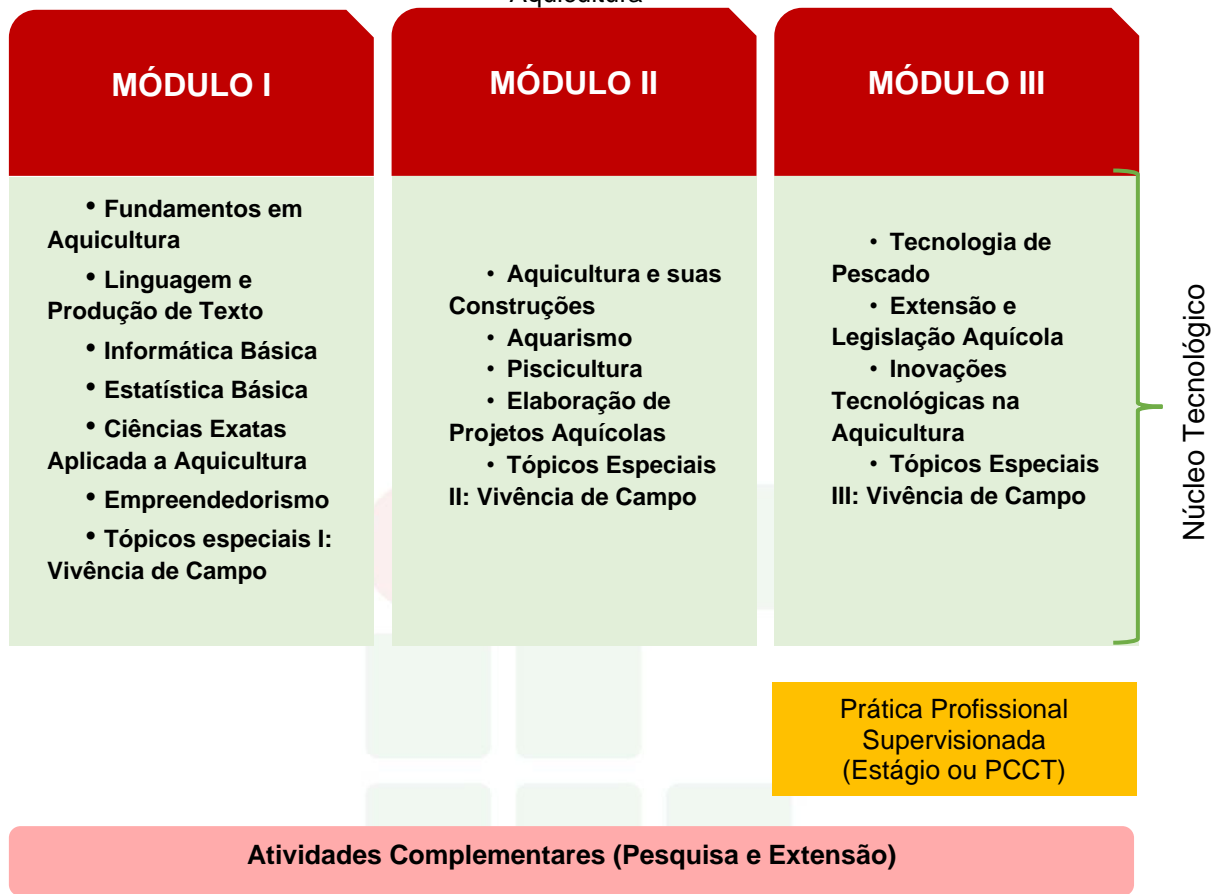 Aquicultura
MÓDULO I
• Fundamentos em
Aquicultura
• Linguagem e
Produção de Texto
• Informática Básica
• Estatística Básica
• Ciências Exatas
Aplicada a Aquicultura
• Empreendedorismo
• Tópicos especiais I:
Vivência de Campo
MÓDULO II
• Aquicultura e suas
Construções
• Aquarismo
• Piscicultura
• Elaboração de
Projetos Aquícolas
• Tópicos Especiais
II: Vivência de Campo
MÓDULO III
• Tecnologia de
Pescado
• Extensão e
Legislação Aquícola
• Inovações
Tecnológicas na
Aquicultura
• Tópicos Especiais
III: Vivência de Campo
Núcleo Tecnológico
Prática Profissional
Supervisionada
(Estágio ou PCCT)
Atividades Complementares (Pesquisa e Extensão)